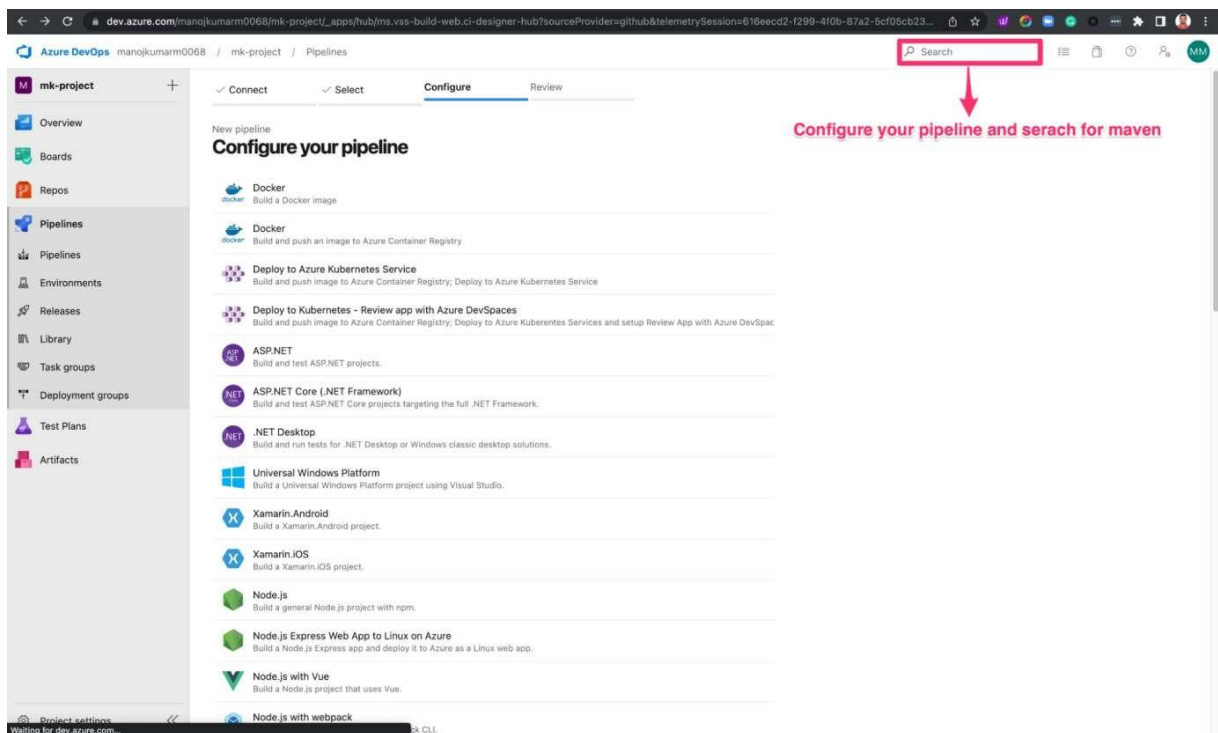 dev.azure.com/manojkumarm0068/mk-project/_apps/hub/ms.vss-build-web.ci-designer-hub?sourceProvider=github&telemetrySession=616eecd2-f299-4f0b-87a2-5cf05cb23...
Azure DevOps manojkumarm0068 / mk-project / Pipelines
Search
MM
M mk-project +
Overview
Boards
Repos
Pipelines
Pipelines
Environments
Releases
Library
Task groups
Deployment groups
Test Plans
Artifacts
Project settings
Waiting for dev.azure.com...
Connect Select Configure Review
New pipeline
Configure your pipeline
Configure your pipeline and serach for maven
docker
Docker
Build a Docker image
docker
Docker
Build and push an image to Azure Container Registry
Deploy to Azure Kubernetes Service
Build and push image to Azure Container Registry; Deploy to Azure Kubernetes Service
Deploy to Kubernetes - Review app with Azure DevSpaces
Build and push image to Azure Container Registry; Deploy to Azure Kuberentes Services and setup Review App with Azure DevSpac
ASP.NET
ASP.NET
Build and test ASP.NET projects.
.NET
ASP.NET Core (.NET Framework)
Build and test ASP.NET Core projects targeting the full .NET Framework.
.NET
.NET Desktop
Build and run tests for .NET Desktop or Windows classic desktop solutions.
Universal Windows Platform
Build a Universal Windows Platform project using Visual Studio.
Xamarin.Android
Build a Xamarin.Android project.
Xamarin.iOS
Build a Xamarin.iOS project.
Node.js
Build a general Node.js project with npm.
Node.js Express Web App to Linux on Azure
Build a Node.js Express app and deploy it to Azure as a Linux web app.
Node.js with Vue
Build a Node.js project that uses Vue.
Node.js with webpack
CLI.